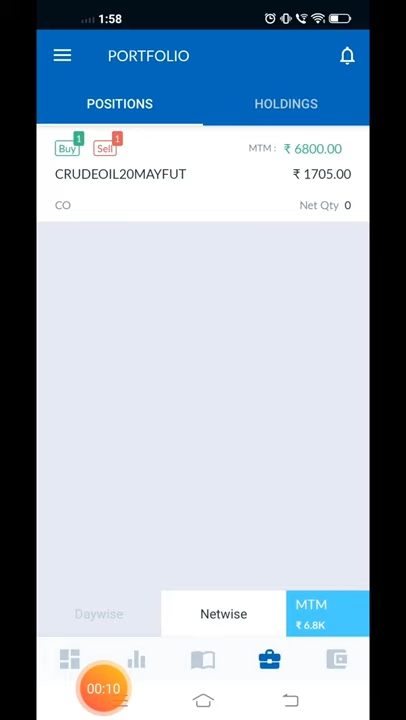 1:58
PORTFOLIO
POSITIONS HOLDINGS
Buy 1 Sell 1 MTM : ₹ 6800.00
CRUDEOIL20MAYFUT ₹ 1705.00
CO Net Qty 0
Daywise Netwise MTM
₹ 6.8K
00:10